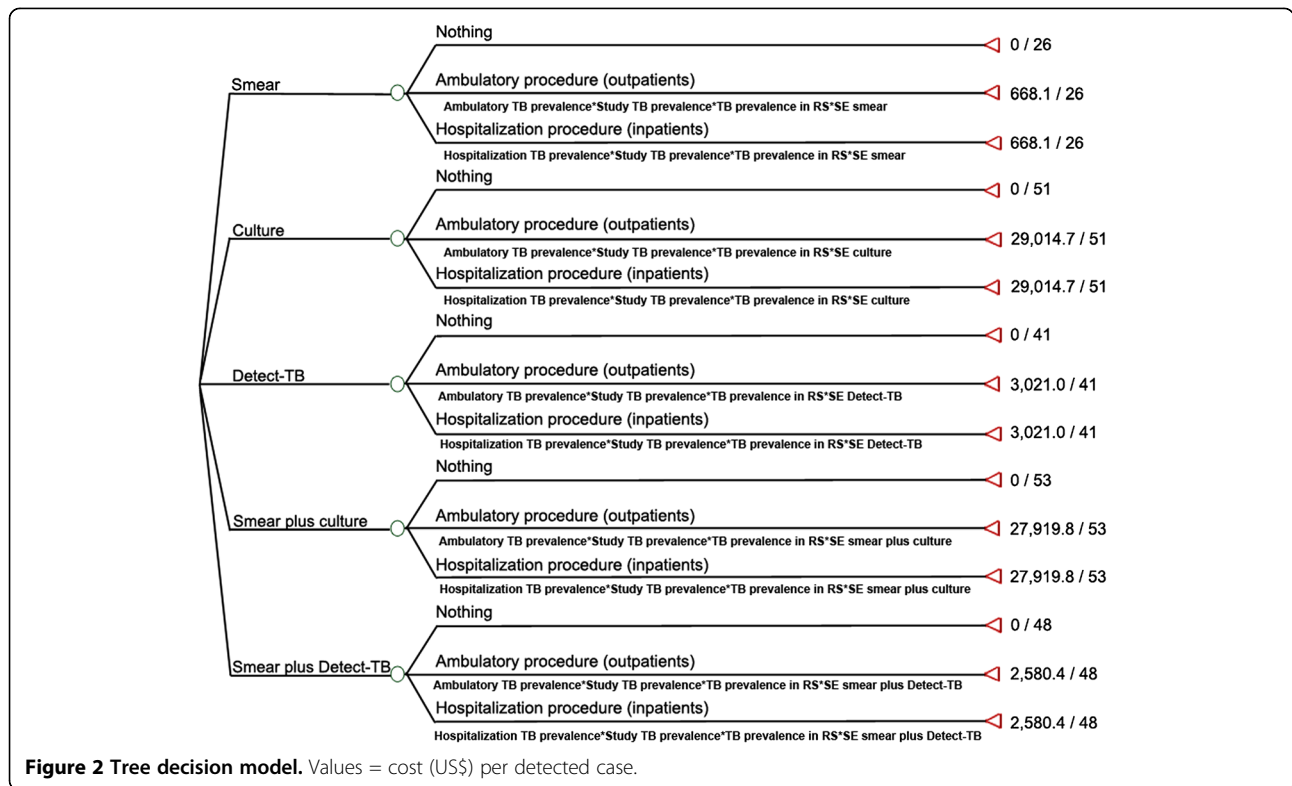 Nothing
0 / 26
Smear
Ambulatory procedure (outpatients)
668.1 / 26
Ambulatory TB prevalence*Study TB prevalence*TB prevalence in RS*SE smear
Hospitalization procedure (inpatients)
668.1 / 26
Hospitalization TB prevalence*Study TB prevalence*TB prevalence in RS*SE smear
Nothing
0 / 51
Culture
Ambulatory procedure (outpatients)
29,014.7 / 51
Ambulatory TB prevalence*Study TB prevalence*TB prevalence in RS*SE culture
Hospitalization procedure (inpatients)
29,014.7 / 51
Hospitalization TB prevalence*Study TB prevalence*TB prevalence in RS*SE culture
Nothing
0 / 41
Detect-TB
Ambulatory procedure (outpatients)
3,021.0 / 41
Ambulatory TB prevalence*Study TB prevalence*TB prevalence in RS*SE Detect-TB
Hospitalization procedure (inpatients)
3,021.0 / 41
Hospitalization TB prevalence*Study TB prevalence*TB prevalence in RS*SE Detect-TB
Nothing
0 / 53
Smear plus culture
Ambulatory procedure (outpatients)
27,919.8 / 53
Ambulatory TB prevalence*Study TB prevalence*TB prevalence in RS*SE smear plus culture
Hospitalization procedure (inpatients)
27,919.8 / 53
Hospitalization TB prevalence*Study TB prevalence*TB prevalence in RS*SE smear plus culture
Nothing
0 / 48
Smear plus Detect-TB
Ambulatory procedure (outpatients)
2,580.4 / 48
Ambulatory TB prevalence*Study TB prevalence*TB prevalence in RS*SE smear plus Detect-TB
Hospitalization procedure (inpatients)
2,580.4 / 48
Hospitalization TB prevalence*Study TB prevalence*TB prevalence in RS*SE smear plus Detect-TB
Figure 2 Tree decision model. Values = cost (US$) per detected case.